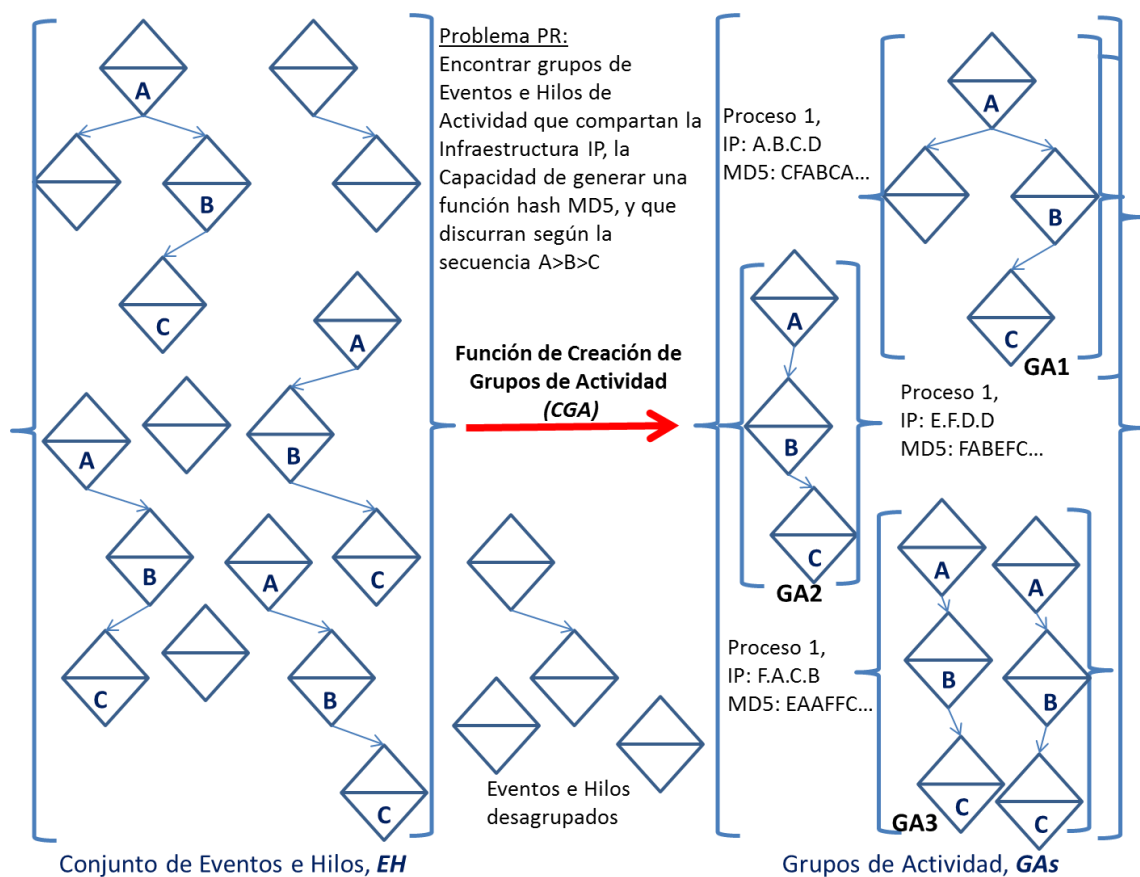 A
B
C
A
B
C
A
B
C
A
B
C
Conjunto de Eventos e Hilos, EH
Problema PR:
Encontrar grupos de
Eventos e Hilos de
Actividad que compartan la
Infraestructura IP, la
Capacidad de generar una
función hash MD5, y que
discurran según la
secuencia A>B>C
Función de Creación de
Grupos de Actividad
(CGA)
Eventos e Hilos
desagrupados
Proceso 1,
IP: A.B.C.D
MD5: CFABCA...
A
B
C
GA1
A
B
C
GA2
Proceso 1,
IP: E.F.D.D
MD5: FABEFC...
Proceso 1,
IP: F.A.C.B
MD5: EAAFFC...
A
B
C
A
B
C
GA3
Grupos de Actividad, GAs